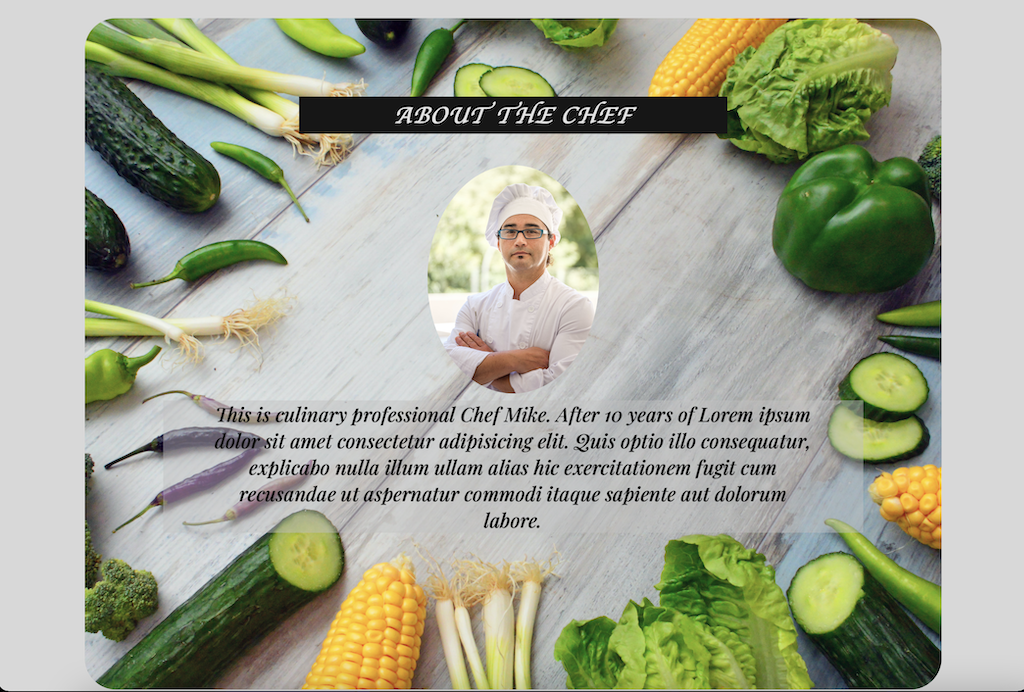 ABOUT THE CHEF
This is culinary professional Chef Mike. After 10 years of Lorem ipsum
dolor sit amet consectetur adipisicing elit. Quis optio illo consequatur,
explicabo nulla illum ullam alias hic exercitationem fugit cum
recusandae ut aspernatur commodi itaque sapiente aut dolorum
labore.